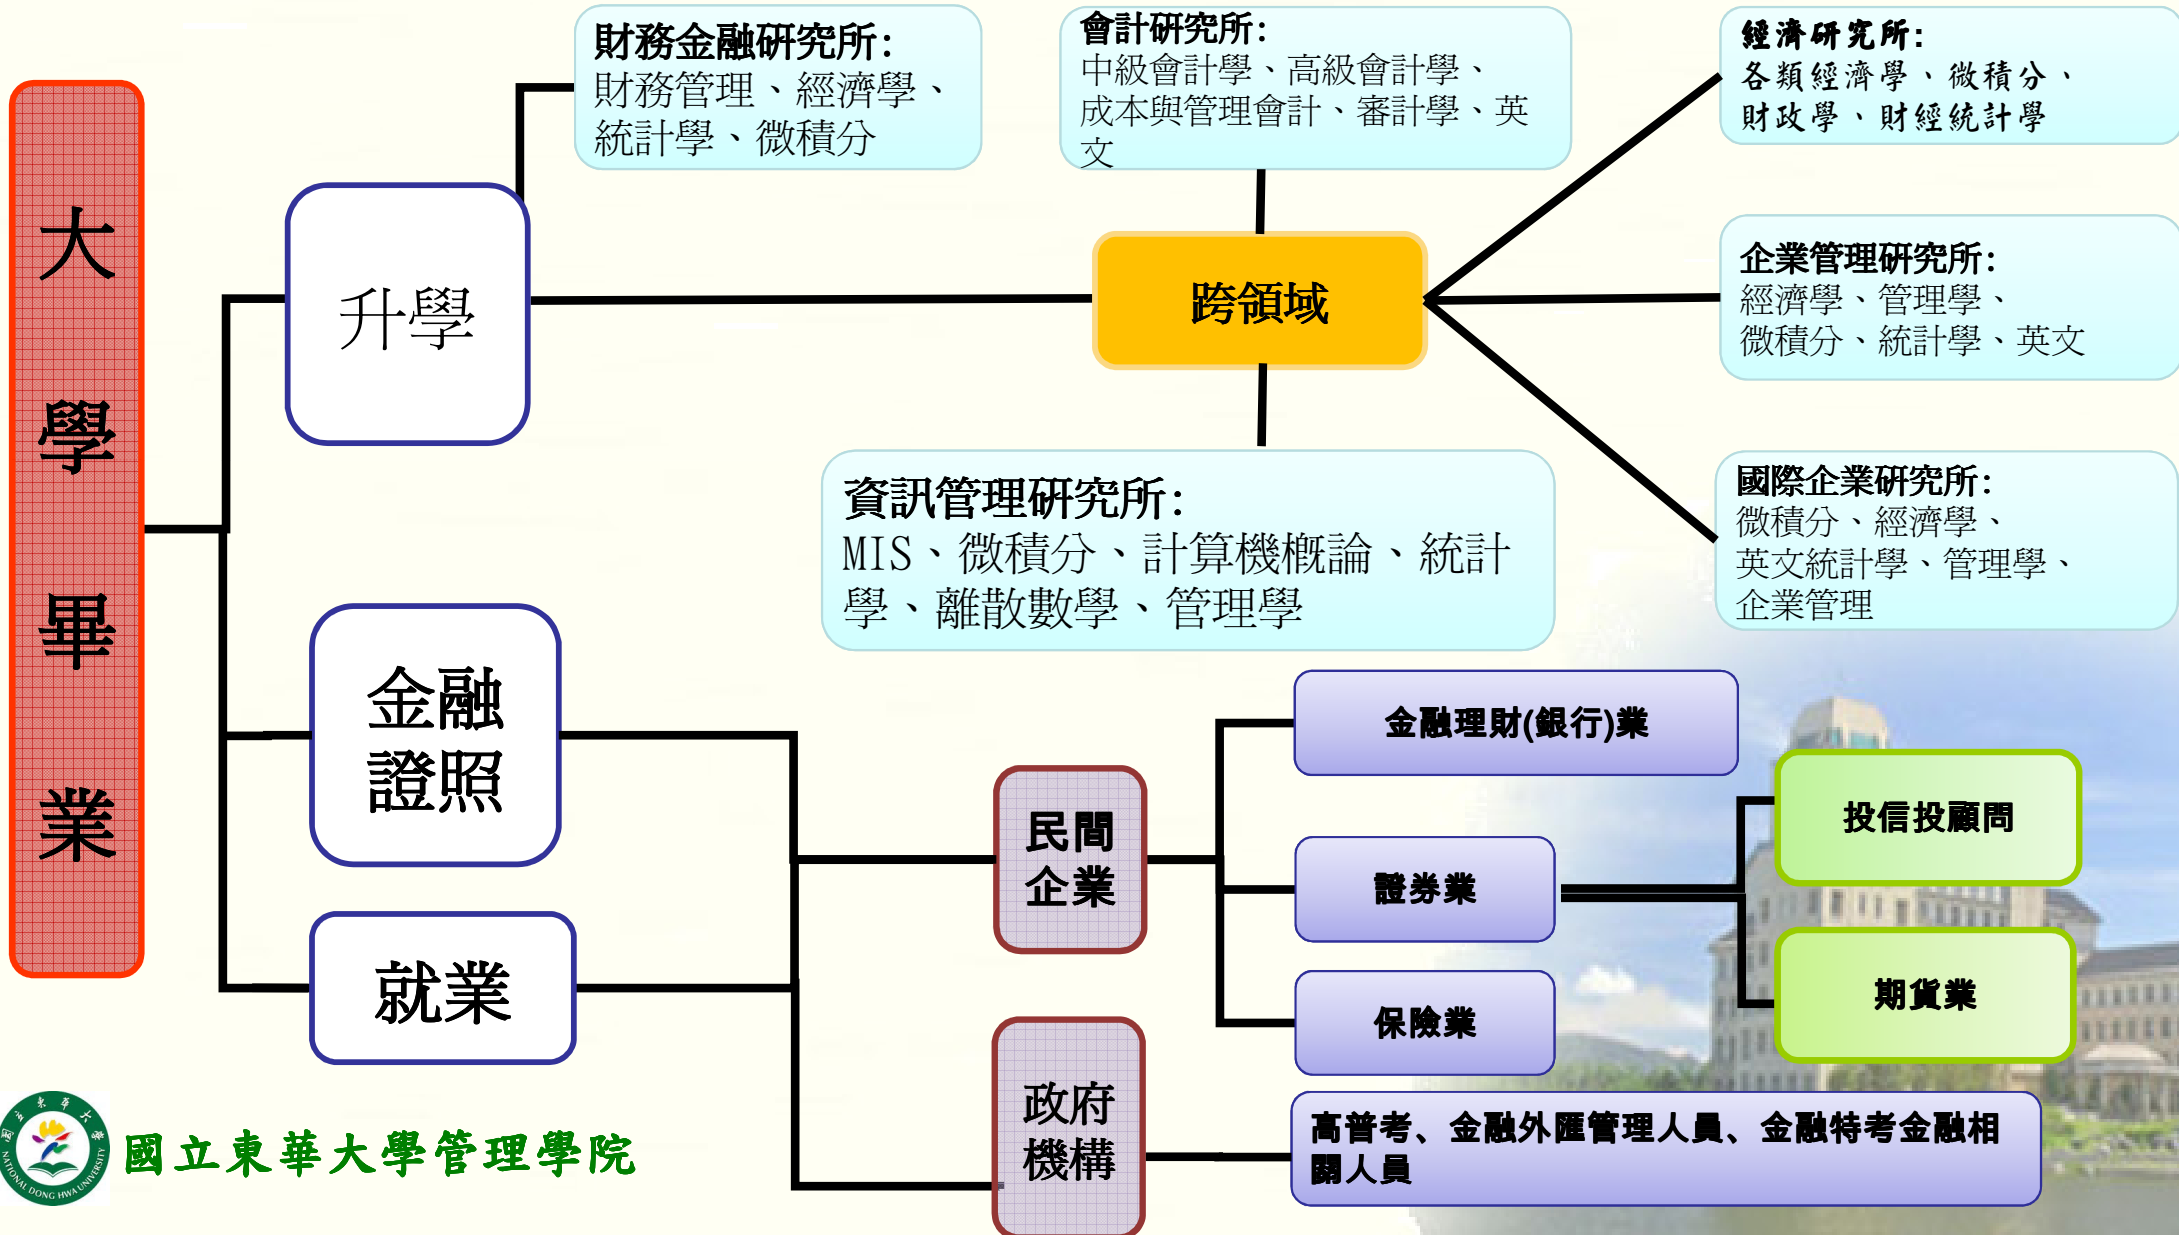 大學畢業
升學
財務金融研究所:
財務管理、經濟學、
統計學、微積分
會計研究所:
中級會計學、高級會計學、
成本與管理會計、審計學、英
文
跨領域
經濟研究所:
各類經濟學、微積分、
財政學、財經統計學
企業管理研究所:
經濟學、管理學、
微積分、統計學、英文
國際企業研究所:
微積分、經濟學、
英文統計學、管理學、
企業管理
資訊管理研究所:
MIS、微積分、計算機概論、統計
學、離散數學、管理學
金融
證照
就業
民間
企業
金融理財(銀行)業
證券業
保險業
投信投顧問
期貨業
政府
機構
高普考、金融外匯管理人員、金融特考金融相
關人員
國立東華大學
NATIONAL DONG HWA UNIVERSITY
國立東華大學管理學院